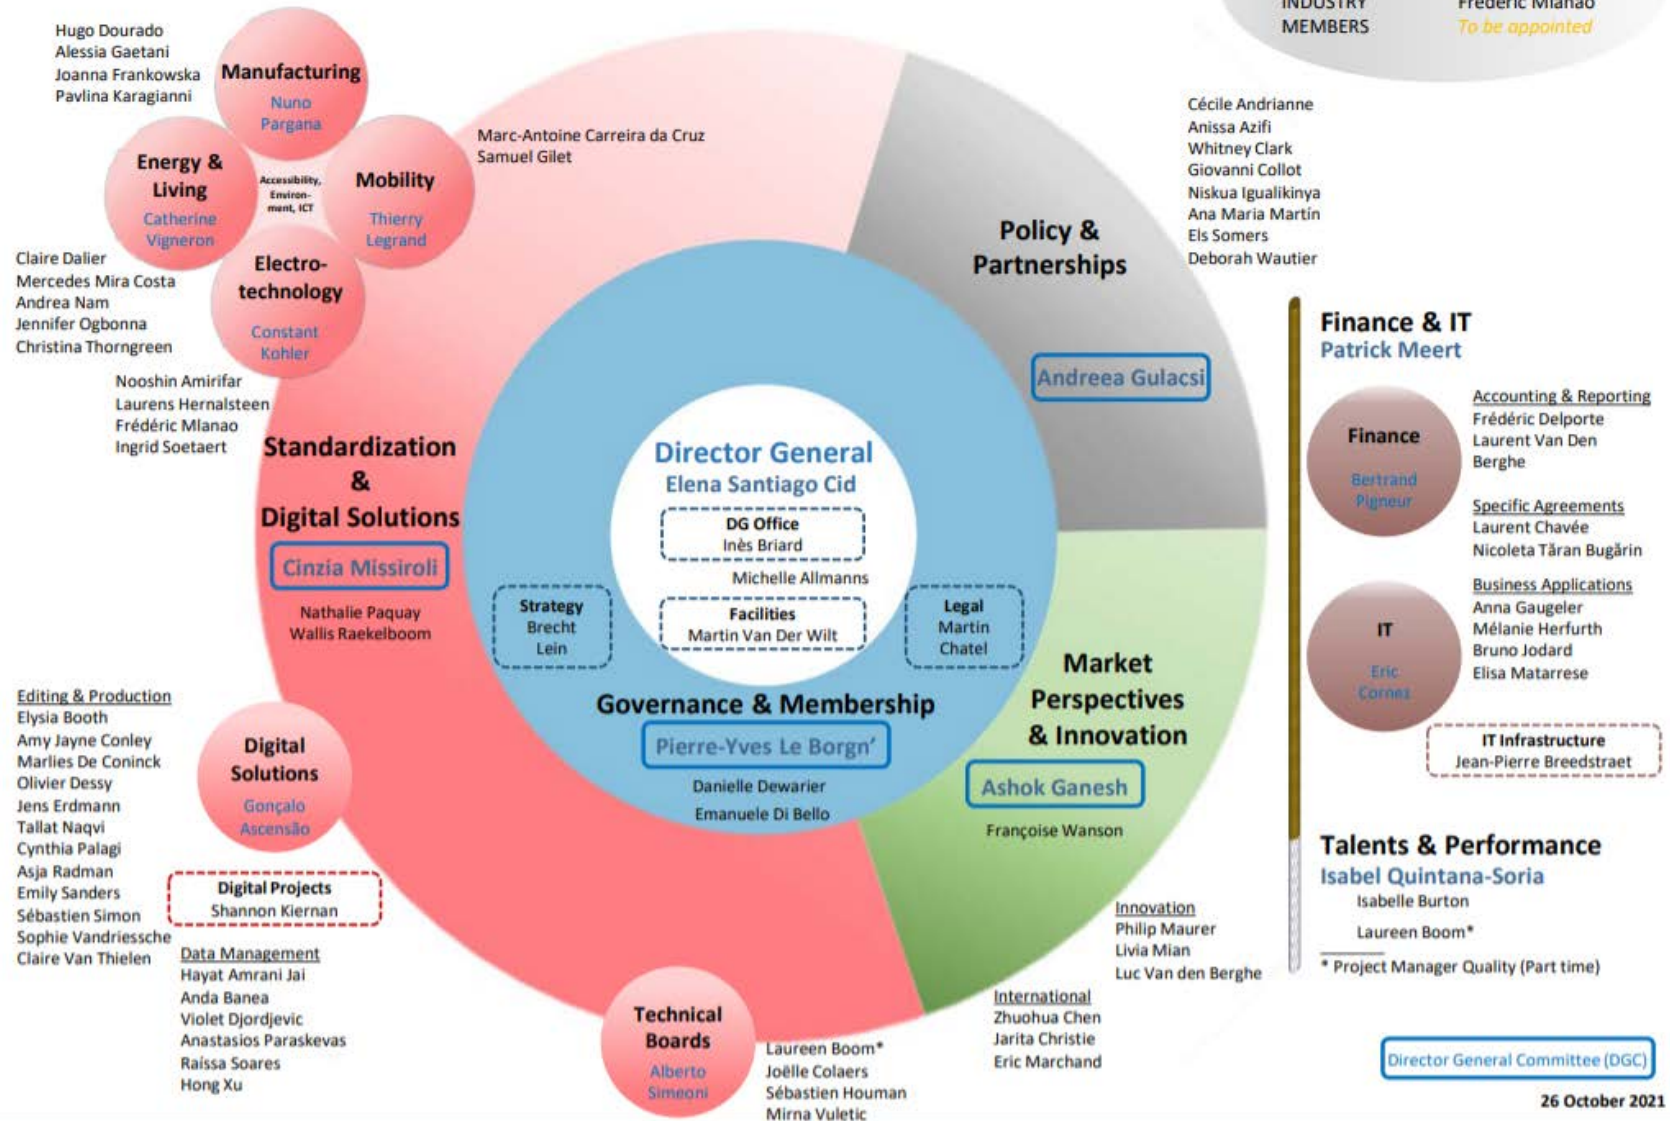 INDUSTRY
MEMBERS
Frédéric Mlanao
To be appointed
Hugo Dourado
Alessia Gaetani
Joanna Frankowska
Pavlina Karagianni
Manufacturing
Nuno
Pargana
Energy &
Living
Catherine
Vigneron
Accessibility,
Environ-
ment, ICT
Mobility
Thierry
Legrand
Marc-Antoine Carreira da Cruz
Samuel Gilet
Electro-
technology
Constant
Kohler
Claire Dalier
Mercedes Mira Costa
Andrea Nam
Jennifer Ogbonna
Christina Thorngreen
Nooshin Amirifar
Laurens Hernalsteen
Frédéric Mlanao
Ingrid Soetaert
Standardization
&
Digital Solutions
Cinzia Missiroli
Nathalie Paquay
Wallis Raekelboom
Policy &
Partnerships
Andreea Gulacsi
Cécile Andrianne
Anissa Azifi
Whitney Clark
Giovanni Collot
Niskua Igualikinya
Ana Maria Martín
Els Somers
Deborah Wautier
Director General
Elena Santiago Cid
DG Office
Inès Briard
Michelle Allmanns
Facilities
Martin Van Der Wilt
Strategy
Brecht
Lein
Legal
Martin
Chatel
Governance & Membership
Pierre-Yves Le Borgn’
Danielle Dewarier
Emanuele Di Bello
Market
Perspectives
& Innovation
Ashok Ganesh
Françoise Wanson
Innovation
Philip Maurer
Livia Mian
Luc Van den Berghe
International
Zhuohua Chen
Jarita Christie
Eric Marchand
Editing & Production
Elysia Booth
Amy Jayne Conley
Marlies De Coninck
Olivier Dessy
Jens Erdmann
Tallat Naqvi
Cynthia Palagi
Asja Radman
Emily Sanders
Sébastien Simon
Sophie Vandriessche
Claire Van Thielen
Digital
Solutions
Gonçalo
Ascensão
Digital Projects
Shannon Kiernan
Data Management
Hayat Amrani Jai
Anda Banea
Violet Djordjevic
Anastasios Paraskevas
Raíssa Soares
Hong Xu
Technical
Boards
Alberto
Simeoni
Laureen Boom*
Joëlle Colaers
Sébastien Houman
Mirna Vuletic
Finance & IT
Patrick Meert
Finance
Bertrand
Pigneur
Accounting & Reporting
Frédéric Delporte
Laurent Van Den
Berghe
Specific Agreements
Laurent Chavée
Nicoleta Tăran Bugărin
IT
Eric
Cornez
Business Applications
Anna Gaugeler
Mélanie Herfurth
Bruno Jodard
Elisa Matarrese
IT Infrastructure
Jean-Pierre Breedstraet
Talents & Performance
Isabel Quintana-Soria
Isabelle Burton
Laureen Boom*
* Project Manager Quality (Part time)
Director General Committee (DGC)
26 October 2021